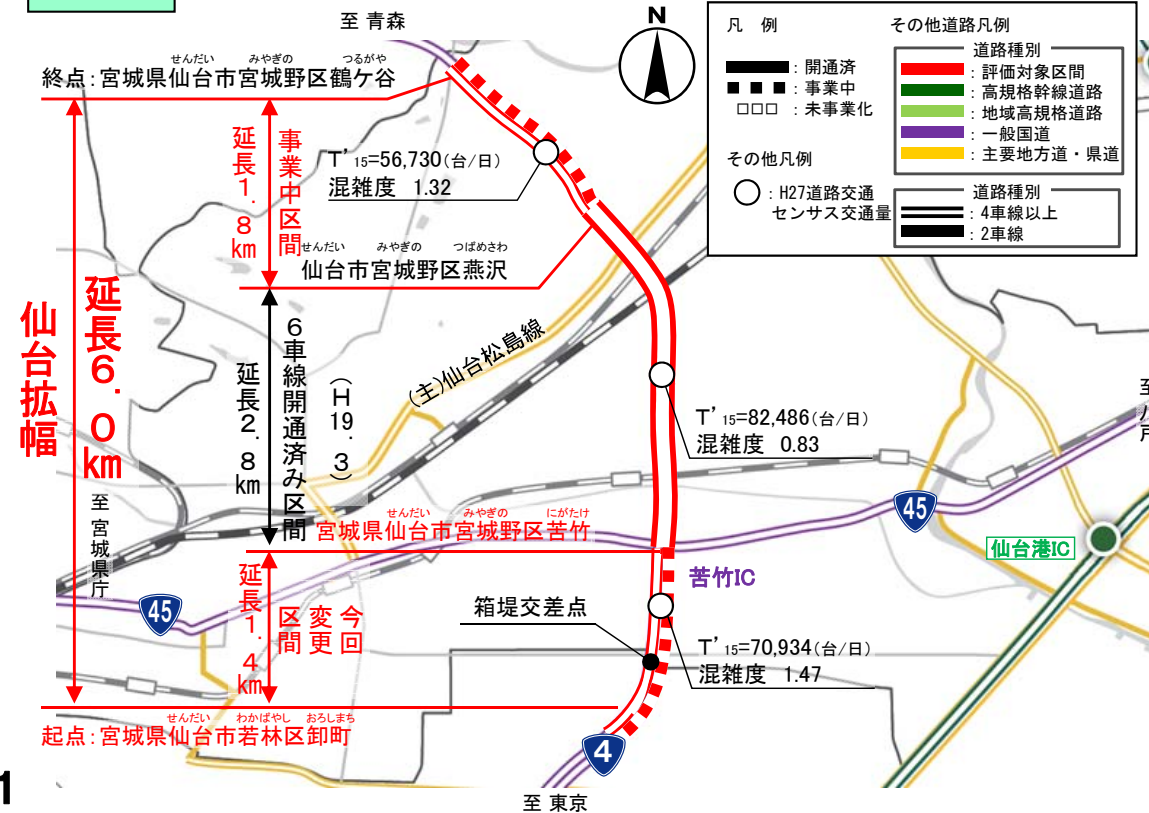 至 青森
N
終点：宮城県仙台市宮城野区鶴ケ谷
せんだい みやぎの つるがや
事業中区間
延長1．8km
T’15=56,730(台/日)
混雑度 1.32
せんだい みやぎの つばめさわ
仙台市宮城野区燕沢
仙台拡幅
延長6．0km
6車線開通済み区間
(H19．3)
延長2．8km
(主)仙台松島線
T’15=82,486(台/日)
混雑度 0.83
至 宮城県庁
せんだい みやぎの にがたけ
宮城県仙台市宮城野区苦竹
45
45
仙台港IC
苦竹IC
今回変更区間
延長1．4km
箱堤交差点
T’15=70,934(台/日)
混雑度 1.47
せんだい わかばやし おろしまち
起点：宮城県仙台市若林区卸町
4
至 東京
1
至八戸
凡 例
：開通済
：事業中
：未事業化
その他凡例
：H27道路交通
センサス交通量
その他道路凡例
道路種別
：評価対象区間
：高規格幹線道路
：地域高規格道路
：一般国道
：主要地方道・県道
道路種別
：4車線以上
：2車線